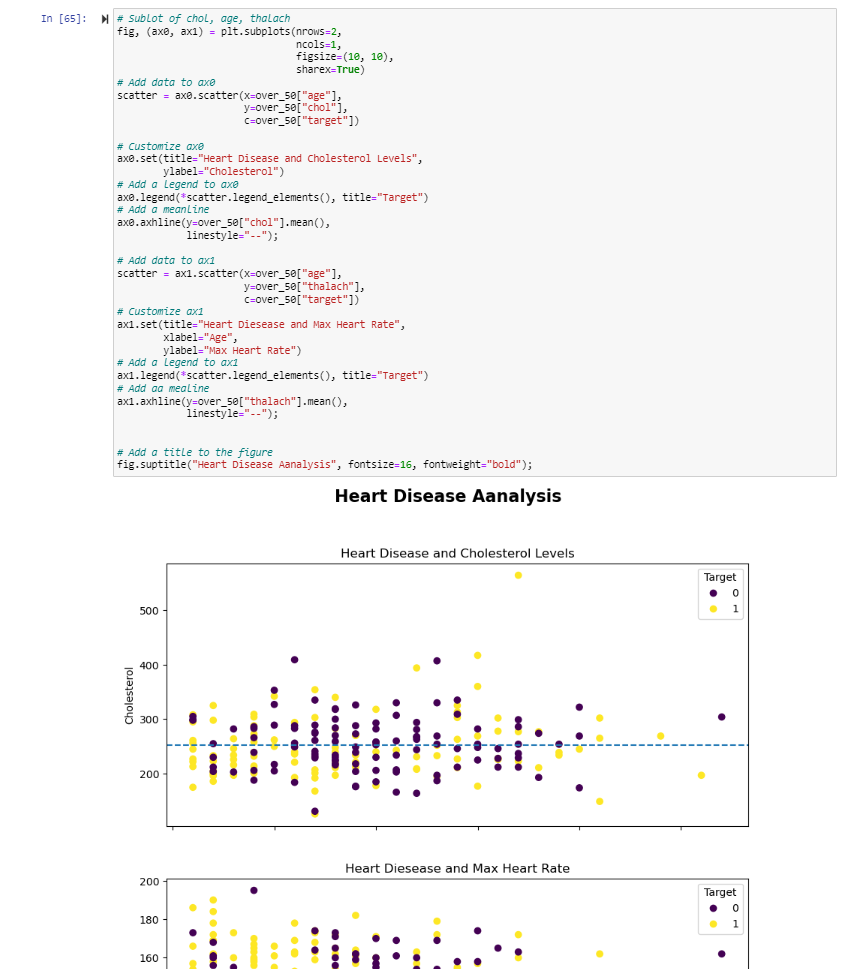 In [65]:
# Sublot of chol, age, thalach
fig, (ax0, ax1) = plt.subplots(nrows=2,
ncols=1,
figsize=(10, 10),
sharex=True)
# Add data to ax0
scatter = ax0.scatter(x=over_50["age"],
y=over_50["chol"],
c=over_50["target"])
# Customize ax0
ax0.set(title="Heart Disease and Cholesterol Levels",
ylabel="Cholesterol")
# Add a Legend to ax0
ax0.legend(*scatter.legend_elements(), title="Target")
# Add a meanline
ax0.axhline(y=over_50["chol"].mean(),
linestyle="--");
# Add data to ax1
scatter = ax1.scatter(x=over_50["age"],
y=over_50["thalach"],
c=over_50["target"])
# Customize ax1
ax1.set(title="Heart Diesease and Max Heart Rate",
xlabel="Age",
ylabel="Max Heart Rate")
# Add a legend to ax1
ax1.legend(*scatter.legend_elements(), title="Target")
# Add aa mealine
ax1.axhline(y=over_50["thalach"].mean(),
linestyle="--");
# Add a title to the figure
fig.suptitle("Heart Disease Aanalysis", fontsize=16, fontweight="bold");
Heart Disease Aanalysis
Heart Disease and Cholesterol Levels
Target
0
1
500
400
300
200
Cholesterol
Heart Diesease and Max Heart Rate
Target
0
1
200
180
160